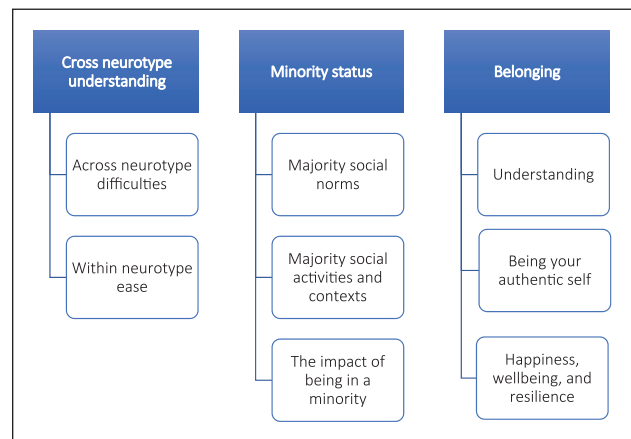 Cross neurotype
understanding
Across neurotype
difficulties
Within neurotype
ease
Minority status
Majority social
norms
Majority social
activities and
contexts
The impact of
being in a
minority
Belonging
Understanding
Being your
authentic self
Happiness,
wellbeing, and
resilience